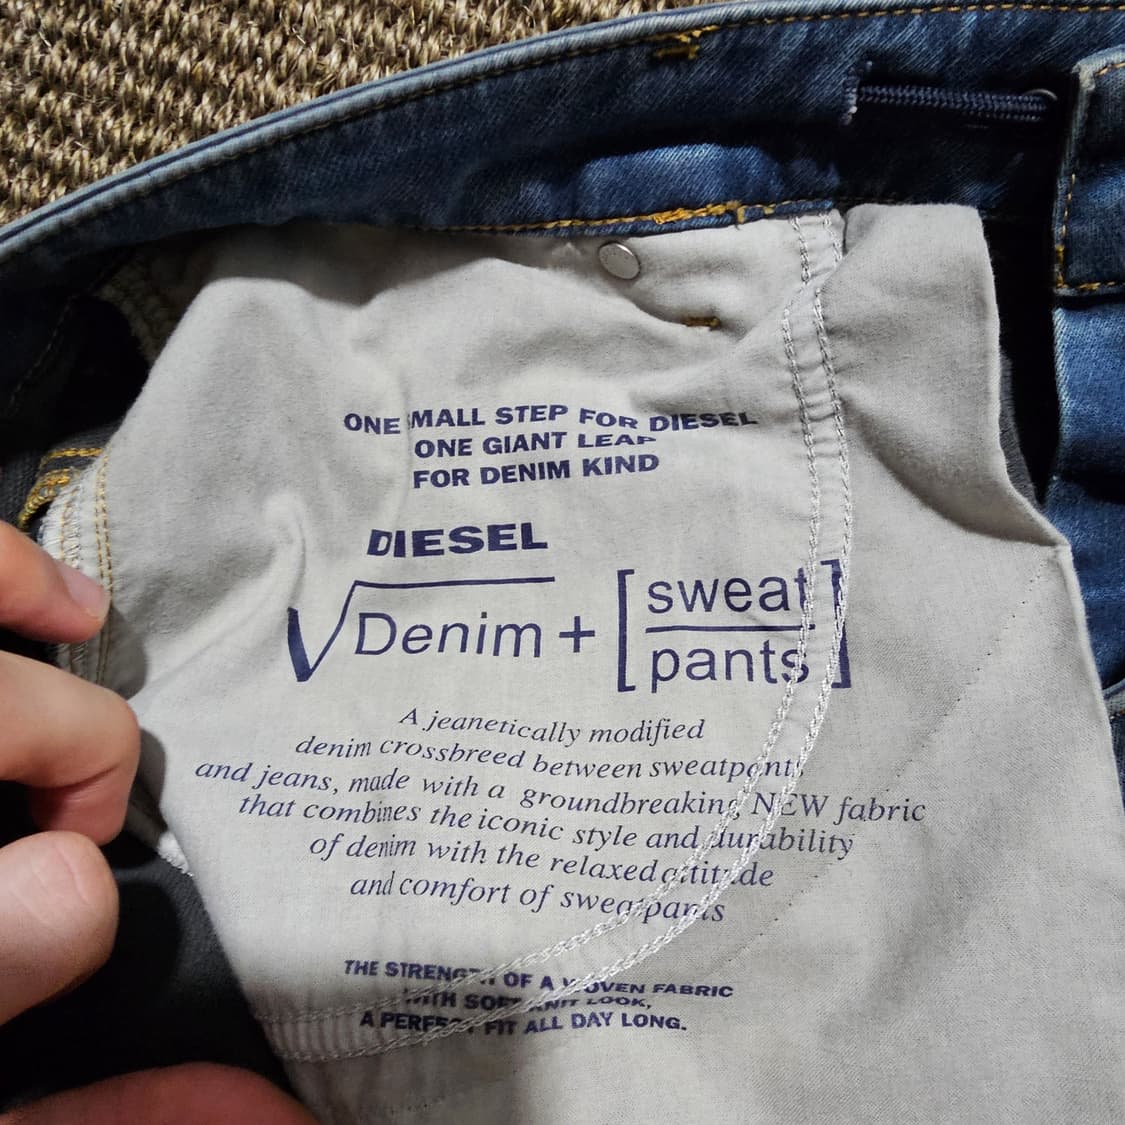 ONE SMALL STEP FOR DIESEL
ONE GIANT LEAP
FOR DENIM KIND
DIESEL
√Denim + [sweat
pants]
A jeanetically modified
denim crossbreed between sweatpants
and jeans, made with a groundbreaking NEW fabric
that combines the iconic style and durability
of denim with the relaxed attitude
and comfort of sweatpants
THE STRENGTH OF A WOVEN FABRIC
WITH SOFT KNIT LOOK,
A PERFECT FIT ALL DAY LONG.